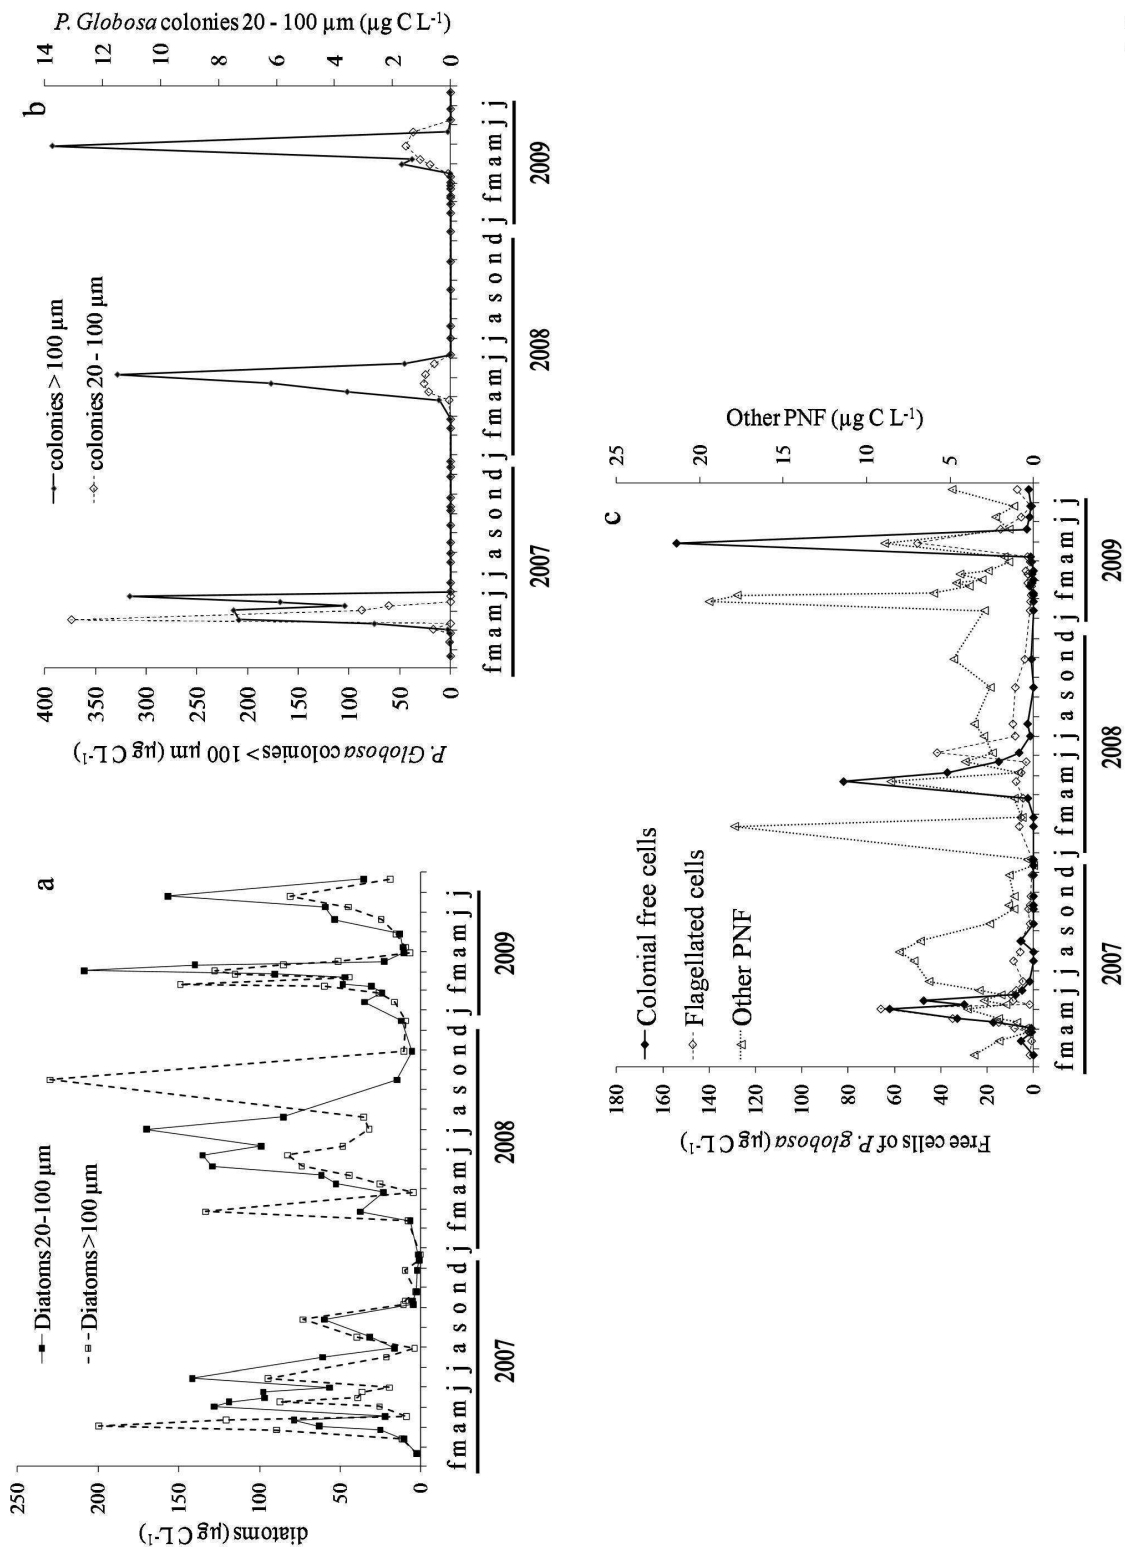 a
Diatoms 20-100 µm
Diatoms>100 µm
diatoms (µg C L-1)
250
200
150
100
50
0
f m a m j j a s o n d j f m a m j j a s o n d j f m a m j j
2007 2008 2009
b
colonies > 100 µm
colonies 20 - 100 µm
P. Globosa colonies > 100 µm (µg C L-1)
400
350
300
250
200
150
100
50
0
P. Globosa colonies 20 - 100 µm (µg C L-1)
14
12
10
8
6
4
2
0
f m a m j j a s o n d j f m a m j j a s o n d j f m a m j j
2007 2008 2009
c
Colonial free cells
Flagellated cells
Other PNF
Free cells of P. globosa (µg C L-1)
180
160
140
120
100
80
60
40
20
0
Other PNF (µg C L-1)
25
20
15
10
5
0
f m a m j j a s o n d j f m a m j j a s o n d j f m a m j j
2007 2008 2009